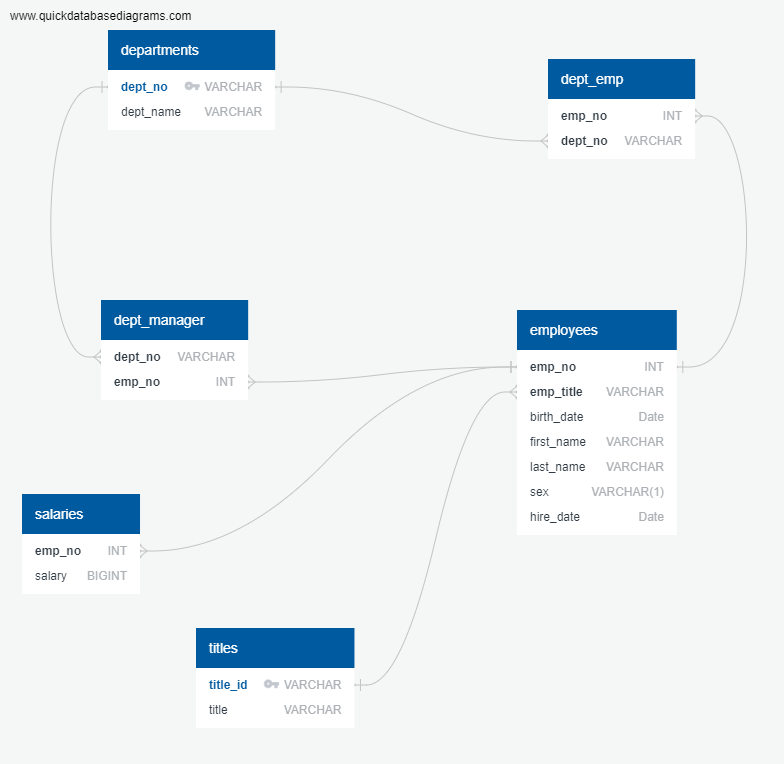 www.quickdatabasediagrams.com
departments
dept_no VARCHAR
dept_name VARCHAR
dept_emp
emp_no INT
dept_no VARCHAR
dept_manager
dept_no VARCHAR
emp_no INT
employees
emp_no INT
emp_title VARCHAR
birth_date Date
first_name VARCHAR
last_name VARCHAR
sex VARCHAR(1)
hire_date Date
salaries
emp_no INT
salary BIGINT
titles
title_id VARCHAR
title VARCHAR